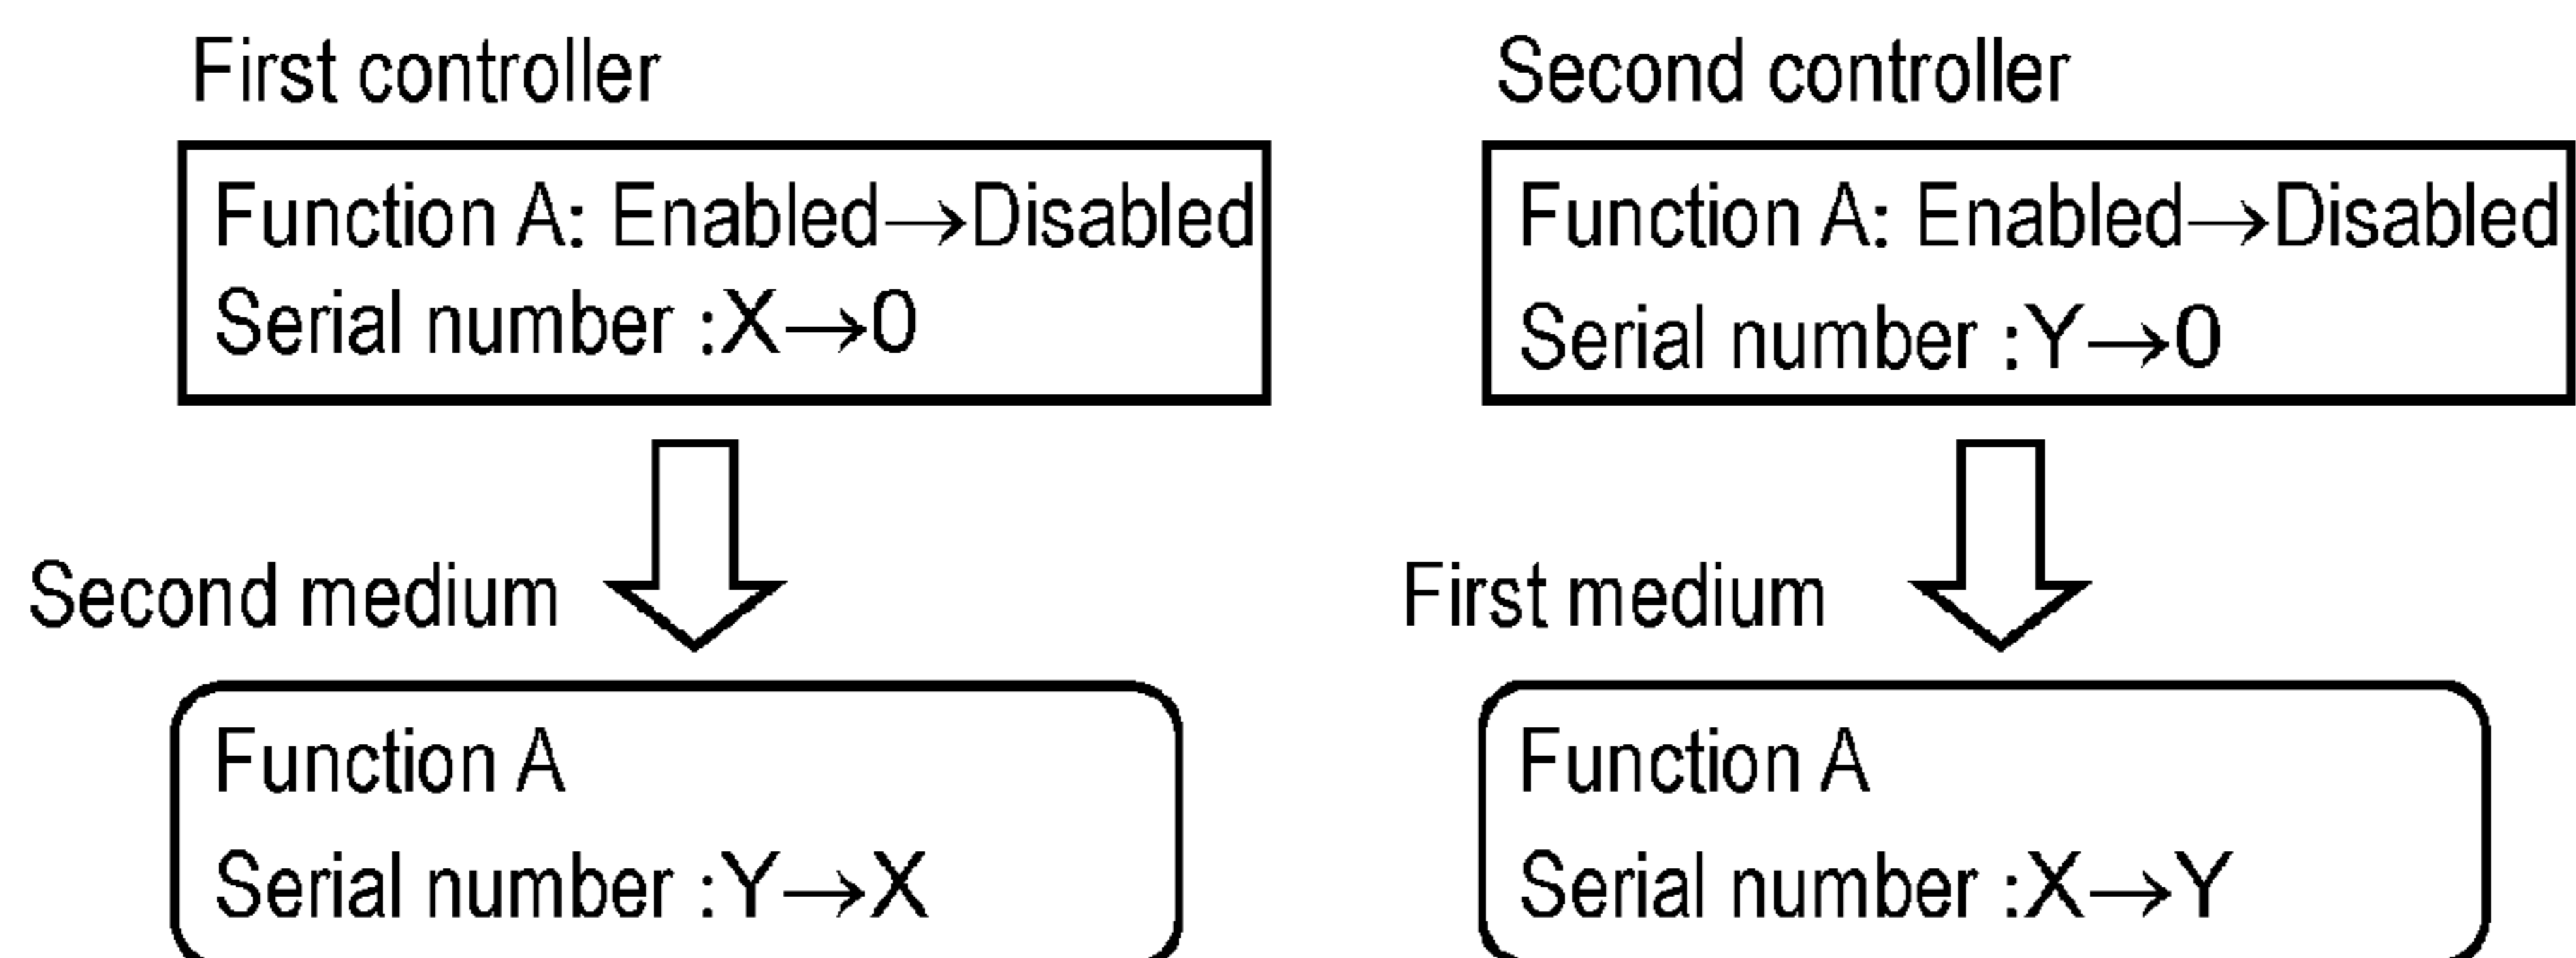 First controller
Function A: Enabled→Disabled
Serial number :X→0
Second medium
Function A
Serial number :Y→X
Second controller
Function A: Enabled→Disabled
Serial number :Y→0
First medium
Function A
Serial number :X→Y